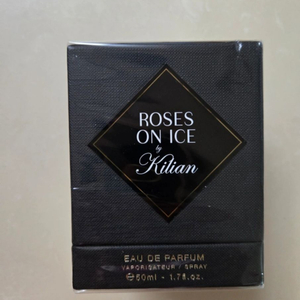 ROSES
ON ICE
by
Kilian
EAU DE PARFUM
VAPORISATEUR / SPRAY
℮50ml - 1.7fl. oz.